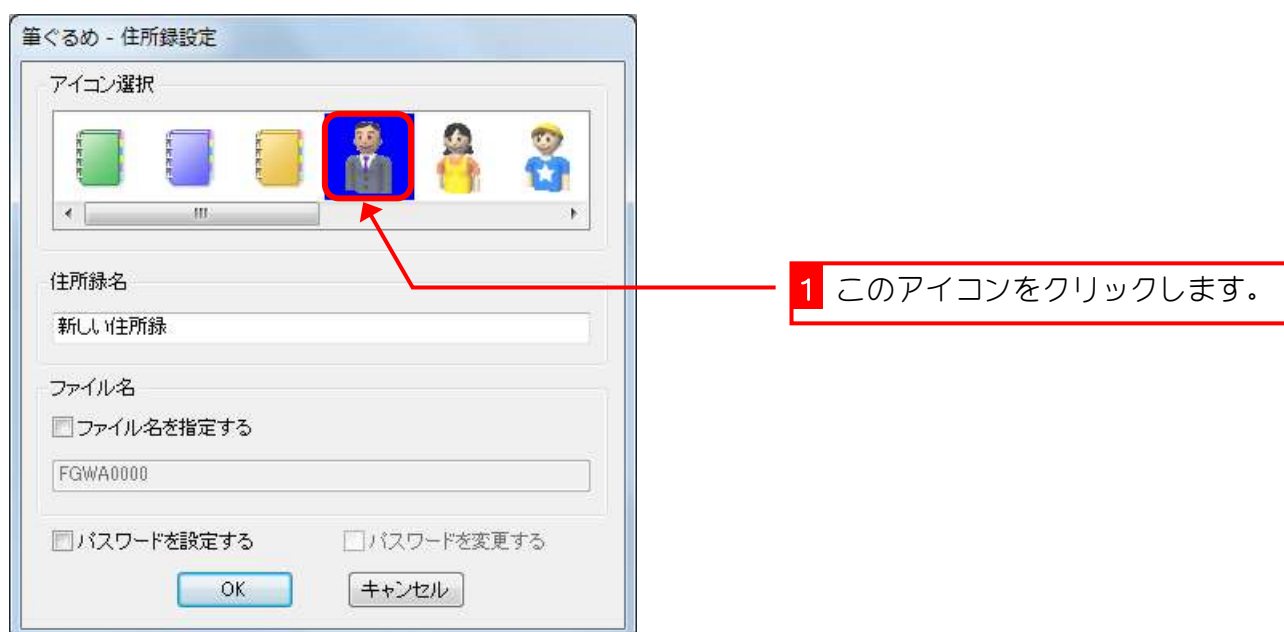 筆ぐるめ - 住所録設定
アイコン選択
住所録名
新しい住所録
1 このアイコンをクリックします。
ファイル名
ファイル名を指定する
FGWA0000
パスワードを設定する パスワードを変更する
OK キャンセル